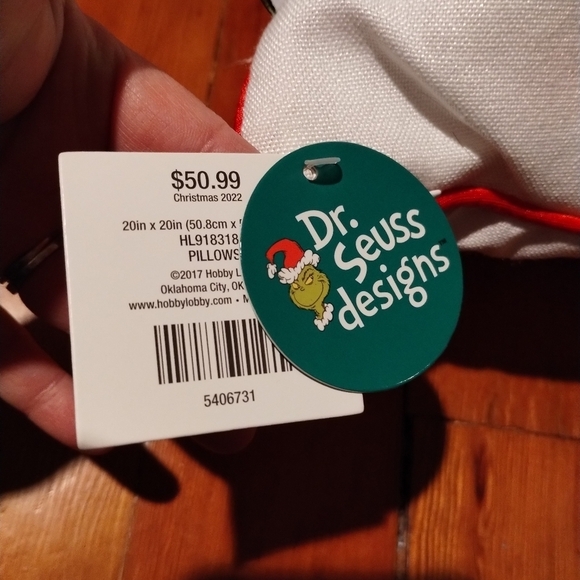 $50.99
Christmas 2022
20in x 20in (50.8cm x
HL918318
PILLOWS
©2017 Hobby L
Oklahoma City, OK
www.hobbylobby.com •
5406731
Dr.
Seuss
designs™